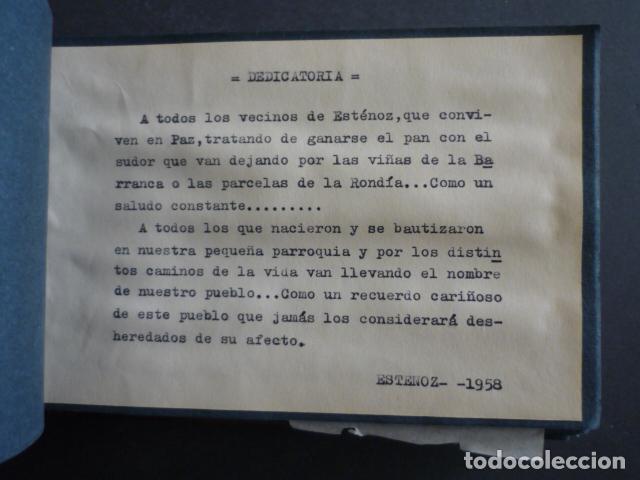 = DEDICATORIA =
A todos los vecinos de Esténoz,que convi-
ven en Paz,tratando de ganarse el pan con el
sudor que van dejando por las viñas de la Ba
rranca o las parcelas de la Rondía...Como un
saludo constante.........
A todos los que nacieron y se bautizaron
en nuestra pequeña parroquia y por los distin
tos caminos de la vida van llevando el nombre
de nuestro pueblo...Como un recuerdo cariñoso
de este pueblo que jamás los considerará des-
heredados de su afecto.
ESTENOZ- -1958
todocoleccion.net